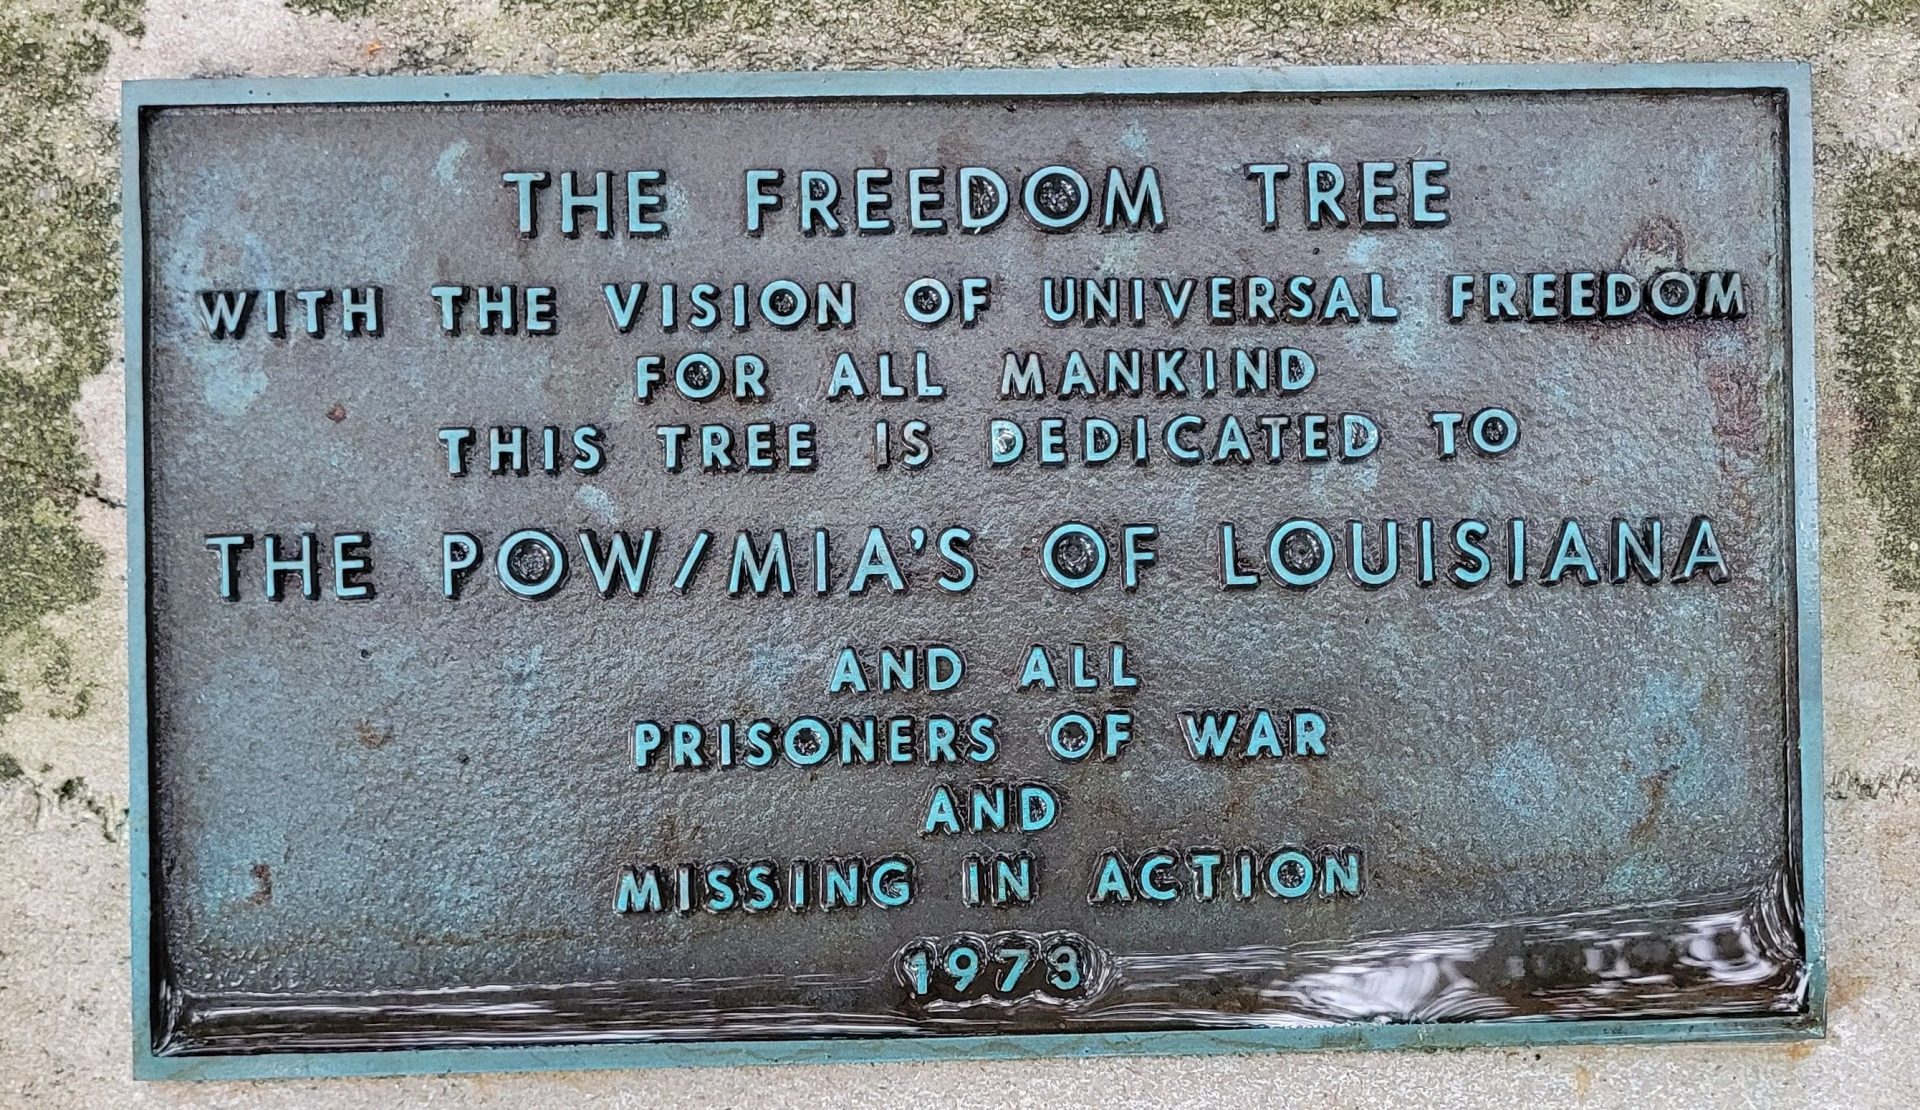 THE FREEDOM TREE
WITH THE VISION OF UNIVERSAL FREEDOM
FOR ALL MANKIND
THIS TREE IS DEDICATED TO
THE POW/MIA'S OF LOUISIANA
AND ALL
PRISONERS OF WAR
AND
MISSING IN ACTION
1973